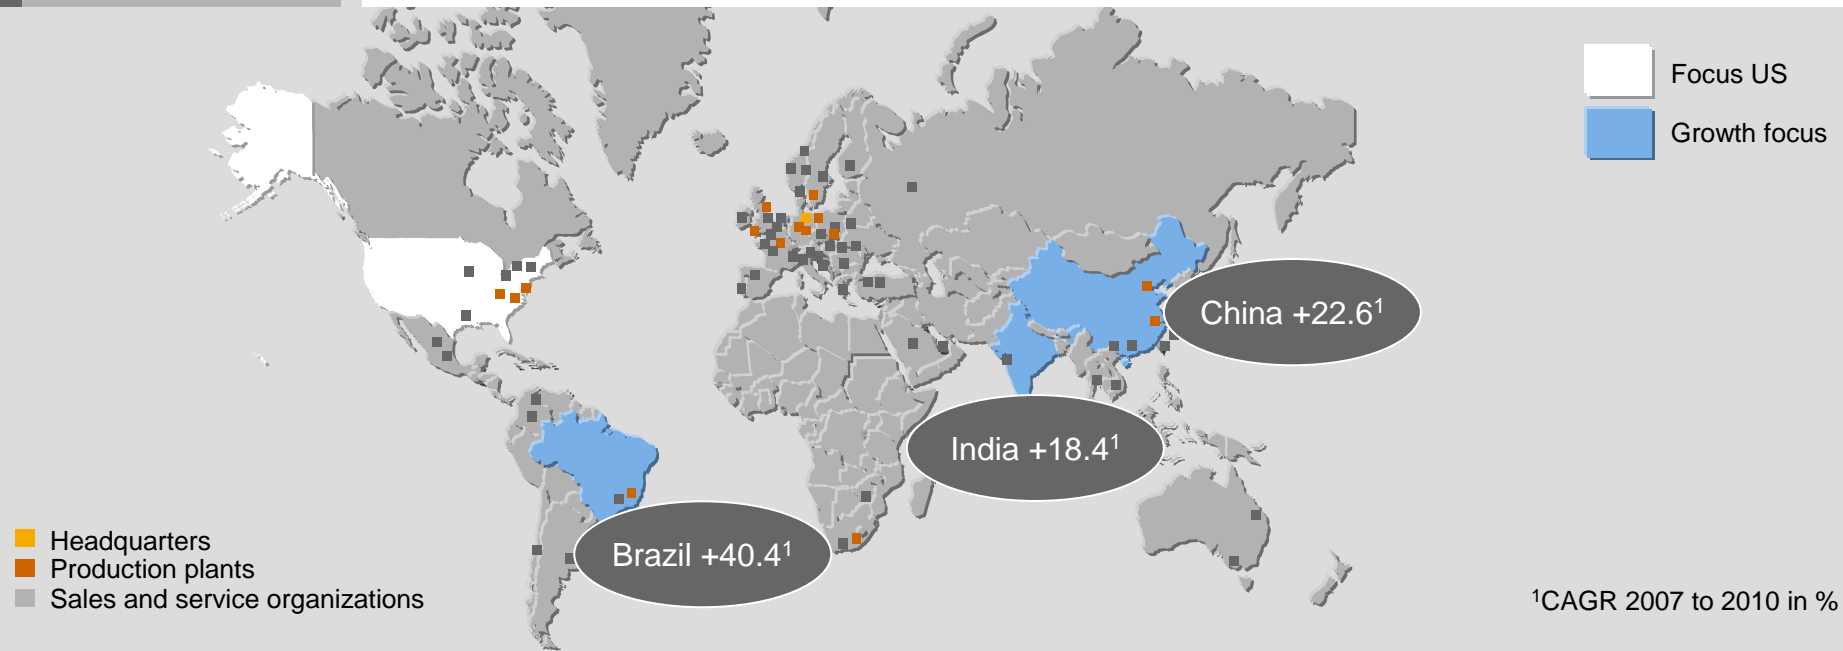 Focus US
Growth focus
China +22.6¹
India +18.4¹
Brazil +40.4¹
Headquarters
Production plants
Sales and service organizations
¹CAGR 2007 to 2010 in %